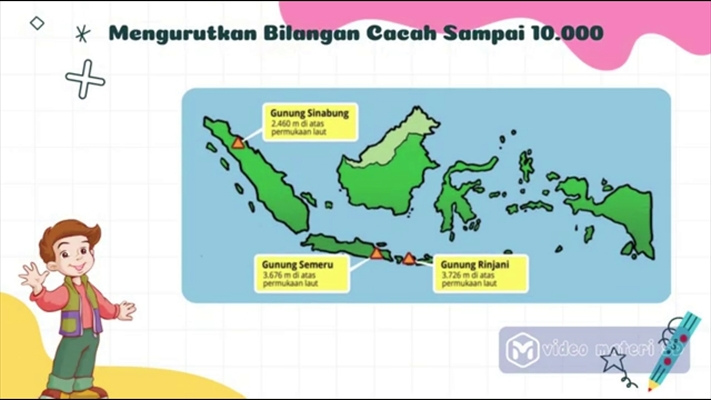 Mengurutkan Bilangan Cacah Sampai 10.000
Gunung Sinabung
2.460 m di atas
permukaan laut
Gunung Semeru
3.676 m di atas
permukaan laut
Gunung Rinjani
3.726 m di atas
permukaan laut
video materi